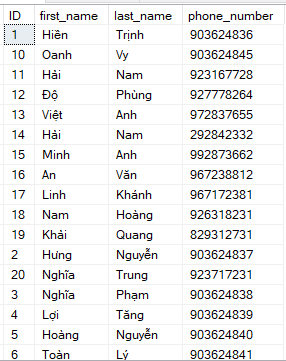 ID first_name last_name phone_number
1 Hiên Trịnh 903624836
10 Oanh Vy 903624845
11 Hải Nam 923167728
12 Độ Phùng 927778264
13 Việt Anh 972837655
14 Hải Nam 292842332
15 Minh Anh 992873662
16 An Văn 967238812
17 Linh Khánh 967172381
18 Nam Hoàng 926318231
19 Khải Quang 829312731
2 Hưng Nguyễn 903624837
20 Nghĩa Trung 923717231
3 Nghĩa Phạm 903624838
4 Lợi Tăng 903624839
5 Hoàng Nguyễn 903624840
6 Toàn Lý 903624841